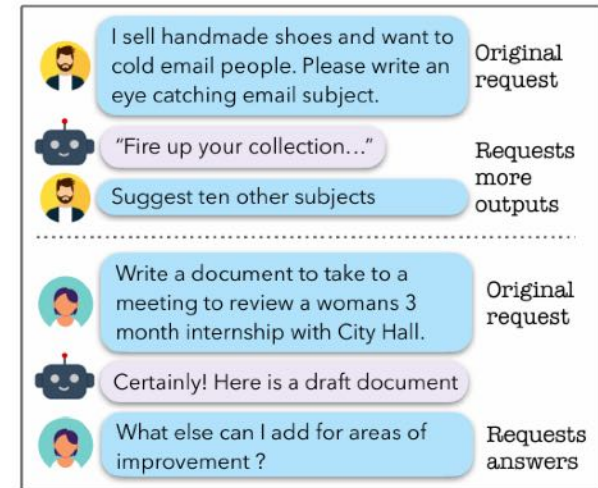 I sell handmade shoes and want to
cold email people. Please write an
eye catching email subject.
Original
request
“Fire up your collection...”
Suggest ten other subjects
Requests
more
outputs
Write a document to take to a
meeting to review a womans 3
month internship with City Hall.
Original
request
Certainly! Here is a draft document
What else can I add for areas of
improvement ?
Requests
answers